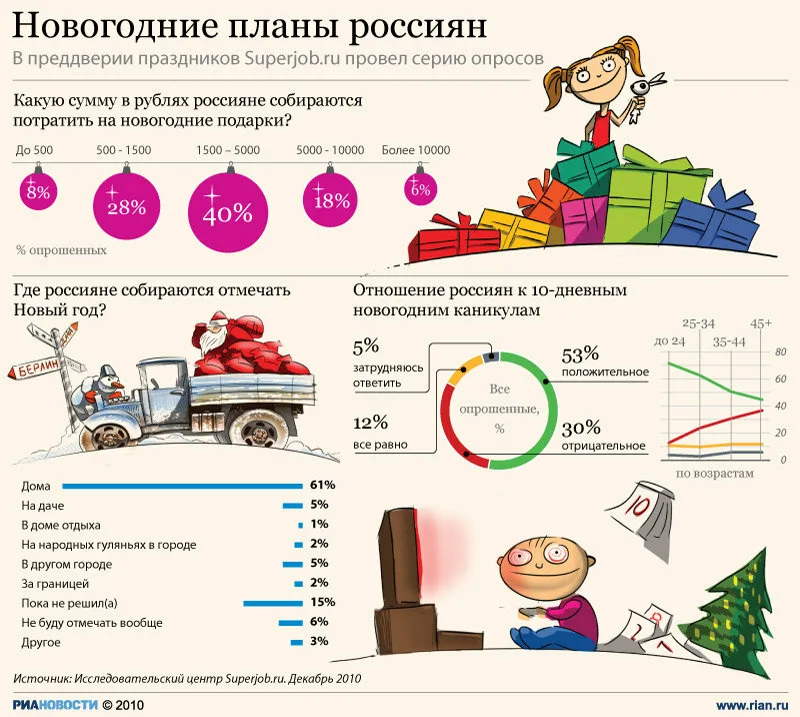 Новогодние планы россиян
В преддверии праздников Superjob.ru провел серию опросов
Какую сумму в рублях россияне собираются
потратить на новогодние подарки?
До 500
500 - 1500
1500 – 5000
5000 - 10000
Более 10000
8%
28%
40%
18%
6%
% опрошенных
Где россияне собираются отмечать
Новый год?
БЕРЛИН
Дома 61%
На даче 5%
В доме отдыха 1%
На народных гуляньях в городе 2%
В другом городе 5%
За границей 2%
Пока не решил(а) 15%
Не буду отмечать вообще 6%
Другое 3%
Отношение россиян к 10-дневным
новогодним каникулам
5%
затрудняюсь
ответить
12%
все равно
Все
опрошенные,
%
53%
положительное
30%
отрицательное
до 24
25-34
35-44
45+
80
60
40
20
0
по возрастам
10
Источник: Исследовательский центр Superjob.ru. Декабрь 2010
РИАНОВОСТИ © 2010
www.rian.ru